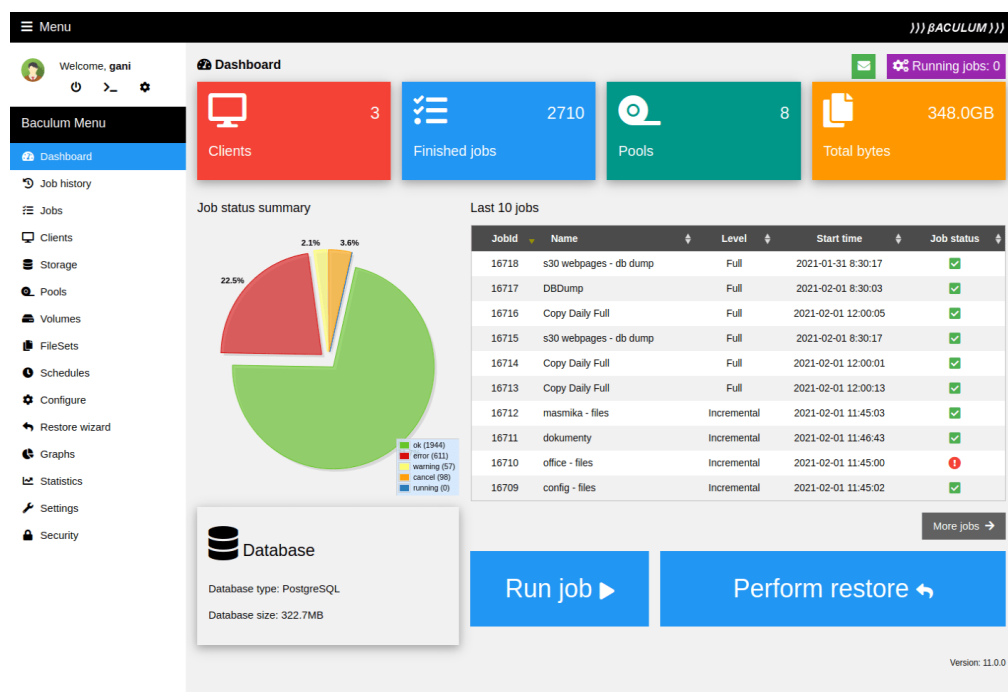 Menu
⟩⟩⟩ βACULUM ⟩⟩⟩
Welcome, gani
Baculum Menu
Dashboard
Job history
Jobs
Clients
Storage
Pools
Volumes
FileSets
Schedules
Configure
Restore wizard
Graphs
Statistics
Settings
Security
Dashboard
Running jobs: 0
3
Clients
2710
Finished jobs
8
Pools
348.0GB
Total bytes
Job status summary
2.1% 3.6%
22.5%
ok (1944)
error (611)
warning (57)
cancel (98)
running (0)
Last 10 jobs
JobId Name Level Start time Job status
16718 s30 webpages - db dump Full 2021-01-31 8:30:17
16717 DBDump Full 2021-02-01 8:30:03
16716 Copy Daily Full Full 2021-02-01 12:00:05
16715 s30 webpages - db dump Full 2021-02-01 8:30:17
16714 Copy Daily Full Full 2021-02-01 12:00:01
16713 Copy Daily Full Full 2021-02-01 12:00:13
16712 masmika - files Incremental 2021-02-01 11:45:03
16711 dokumenty Incremental 2021-02-01 11:46:43
16710 office - files Incremental 2021-02-01 11:45:00
16709 config - files Incremental 2021-02-01 11:45:02
More jobs
Database
Database type: PostgreSQL
Database size: 322.7MB
Run job
Perform restore
Version: 11.0.0